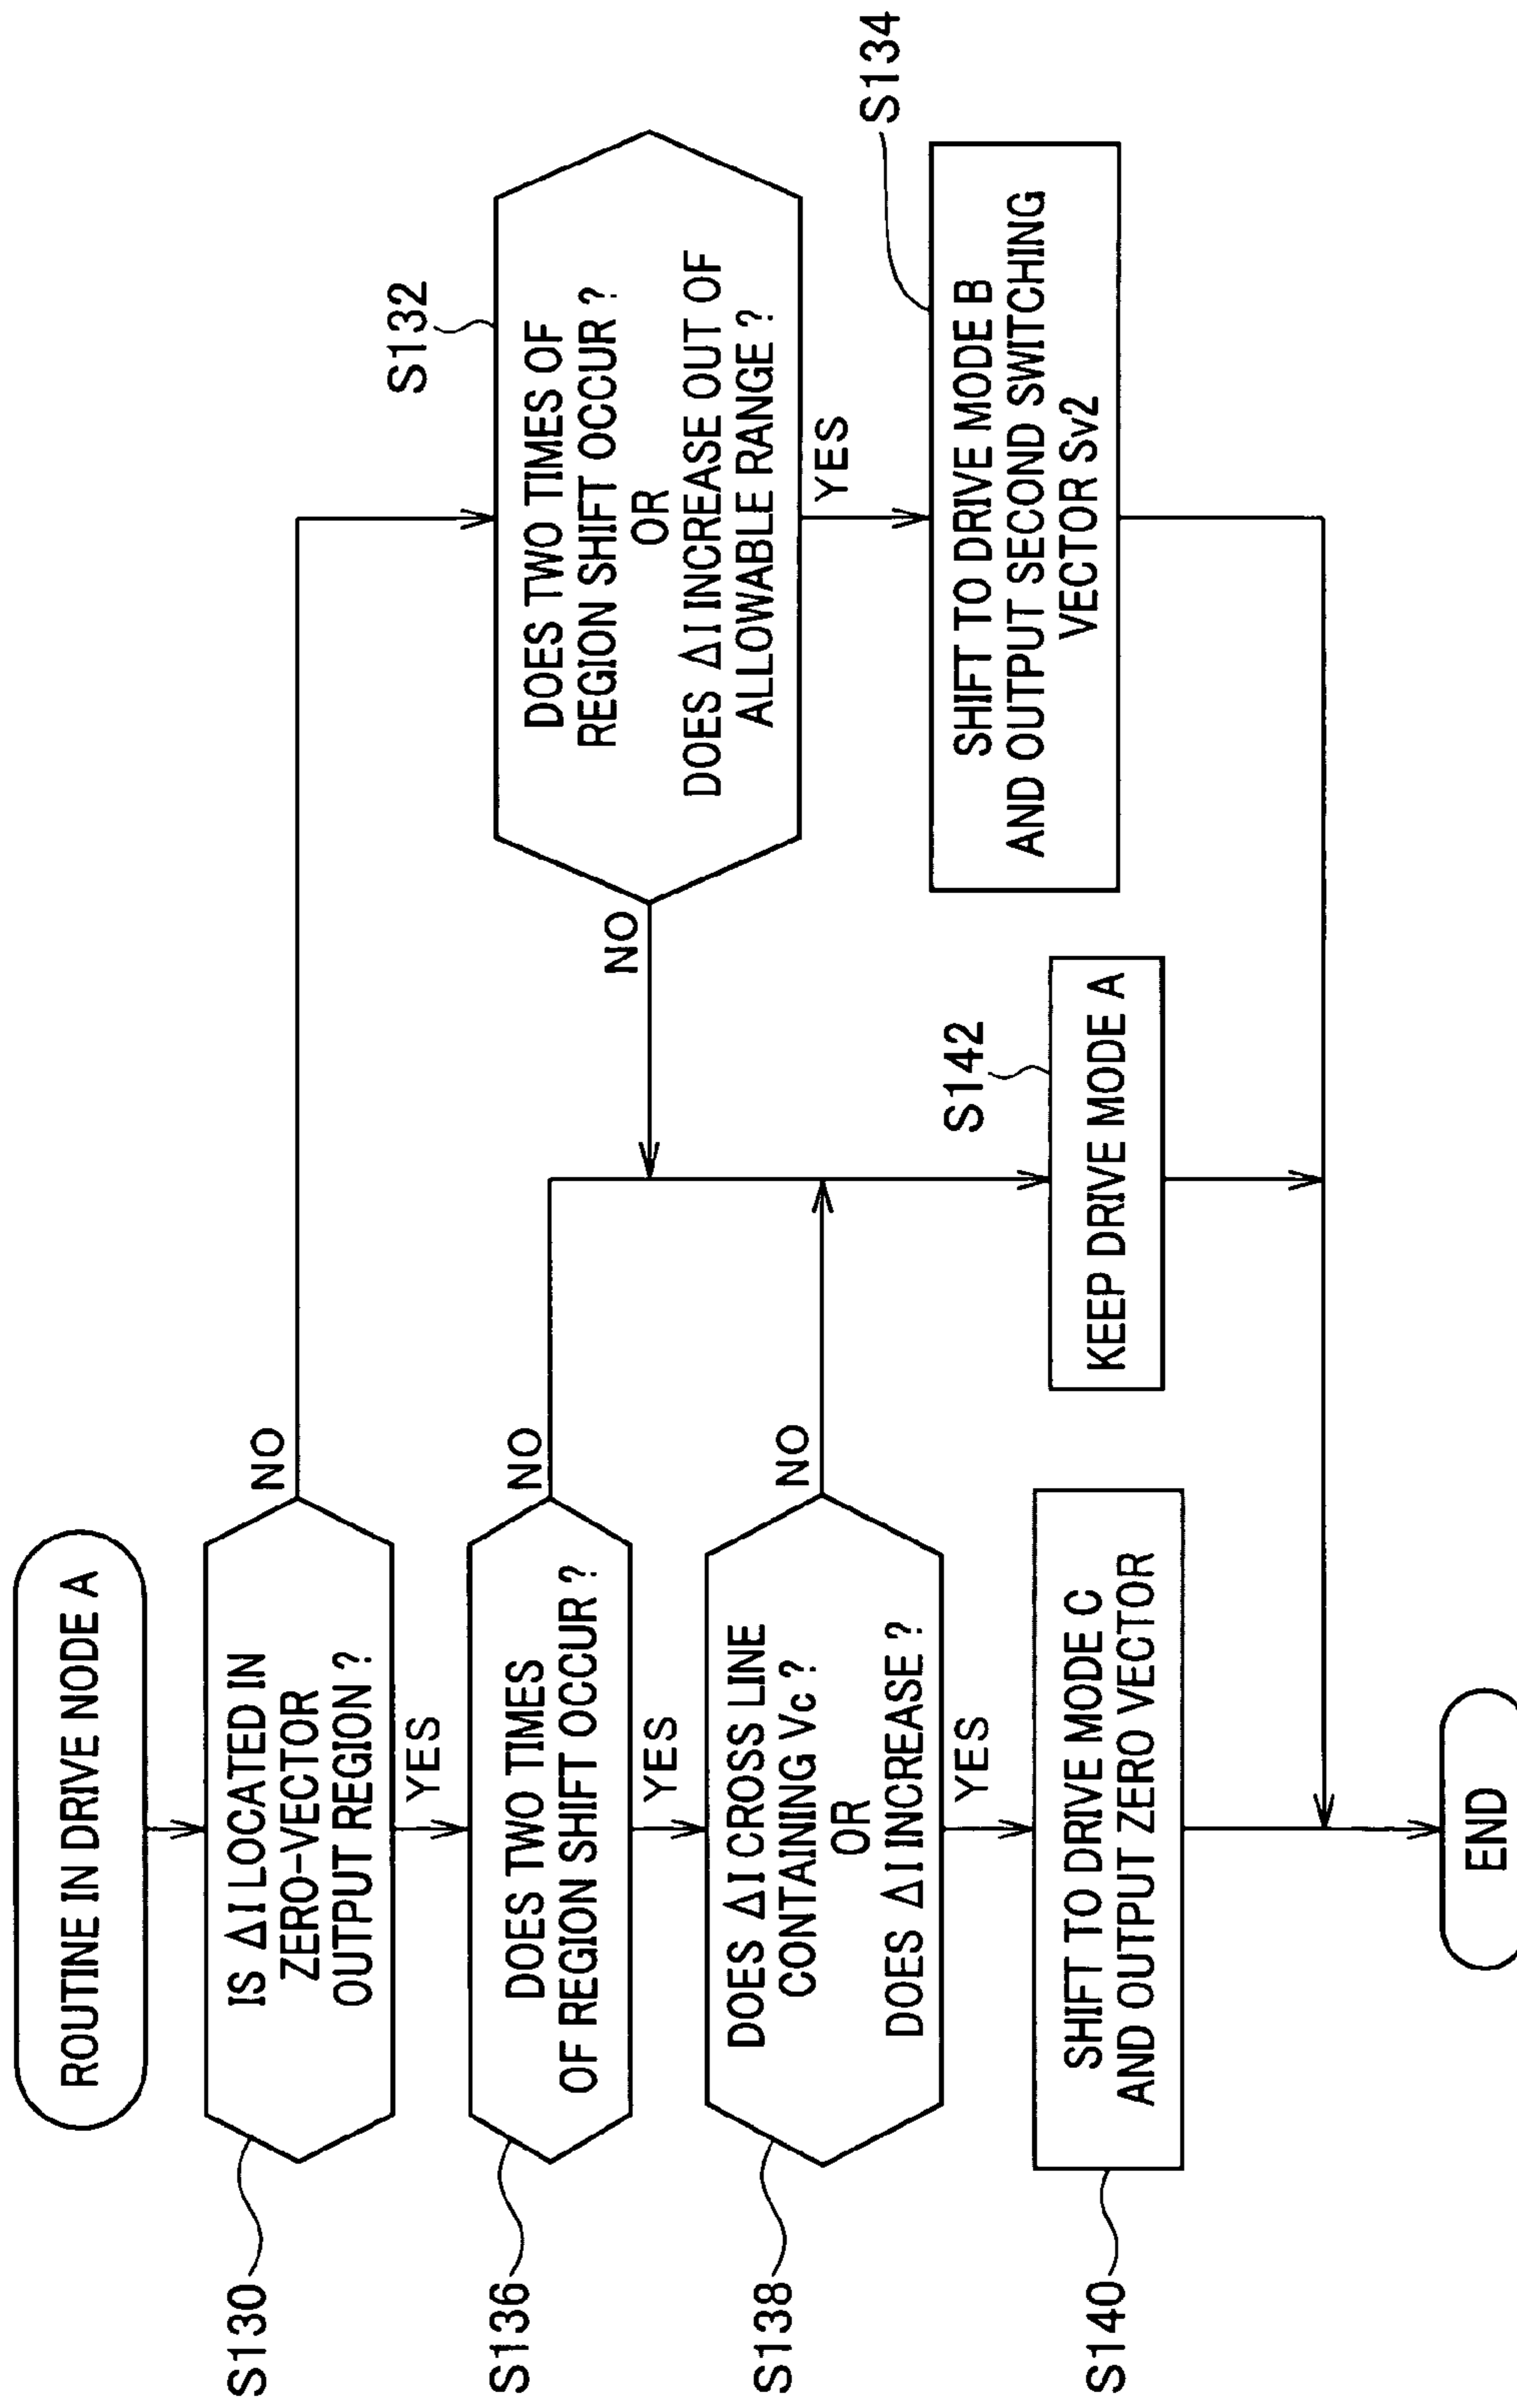 ROUTINE IN DRIVE NODE A
S130
IS ΔI LOCATED IN
ZERO-VECTOR
OUTPUT REGION ?
NO
YES
S132
DOES TWO TIMES OF
REGION SHIFT OCCUR ?
OR
DOES ΔI INCREASE OUT OF
ALLOWABLE RANGE ?
NO
YES
S134
SHIFT TO DRIVE MODE B
AND OUTPUT SECOND SWITCHING
VECTOR Sv2
S136
DOES TWO TIMES
OF REGION SHIFT OCCUR ?
NO
YES
S138
DOES ΔI CROSS LINE
CONTAINING Vc ?
OR
DOES ΔI INCREASE ?
NO
YES
S140
SHIFT TO DRIVE MODE C
AND OUTPUT ZERO VECTOR
S142
KEEP DRIVE MODE A
END